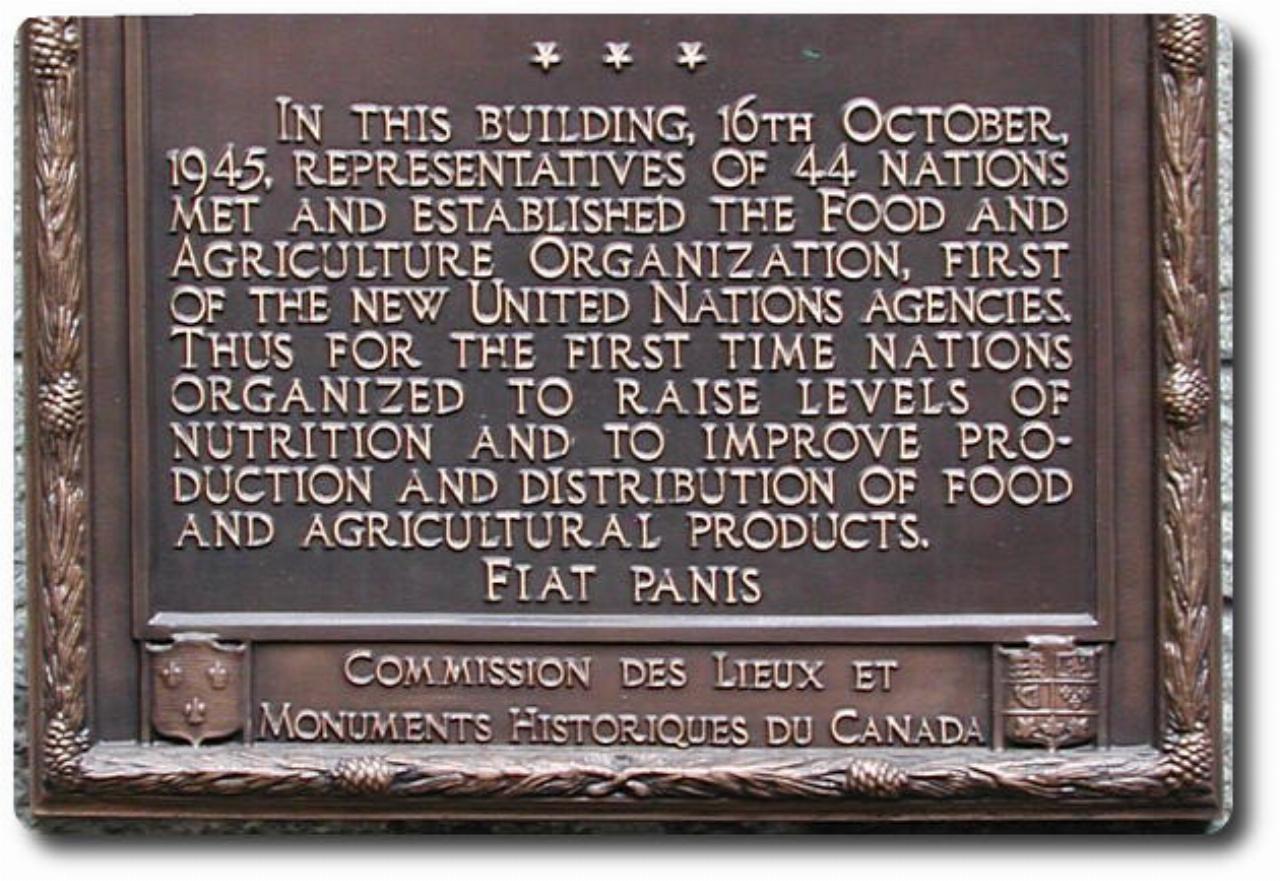 In this building, 16th October,
1945, representatives of 44 nations
met and established the Food and
Agriculture Organization, first
of the new United Nations agencies.
Thus for the first time nations
organized to raise levels of
nutrition and to improve pro-
duction and distribution of food
and agricultural products.
Fiat panis
Commission des Lieux et
Monuments Historiques du Canada